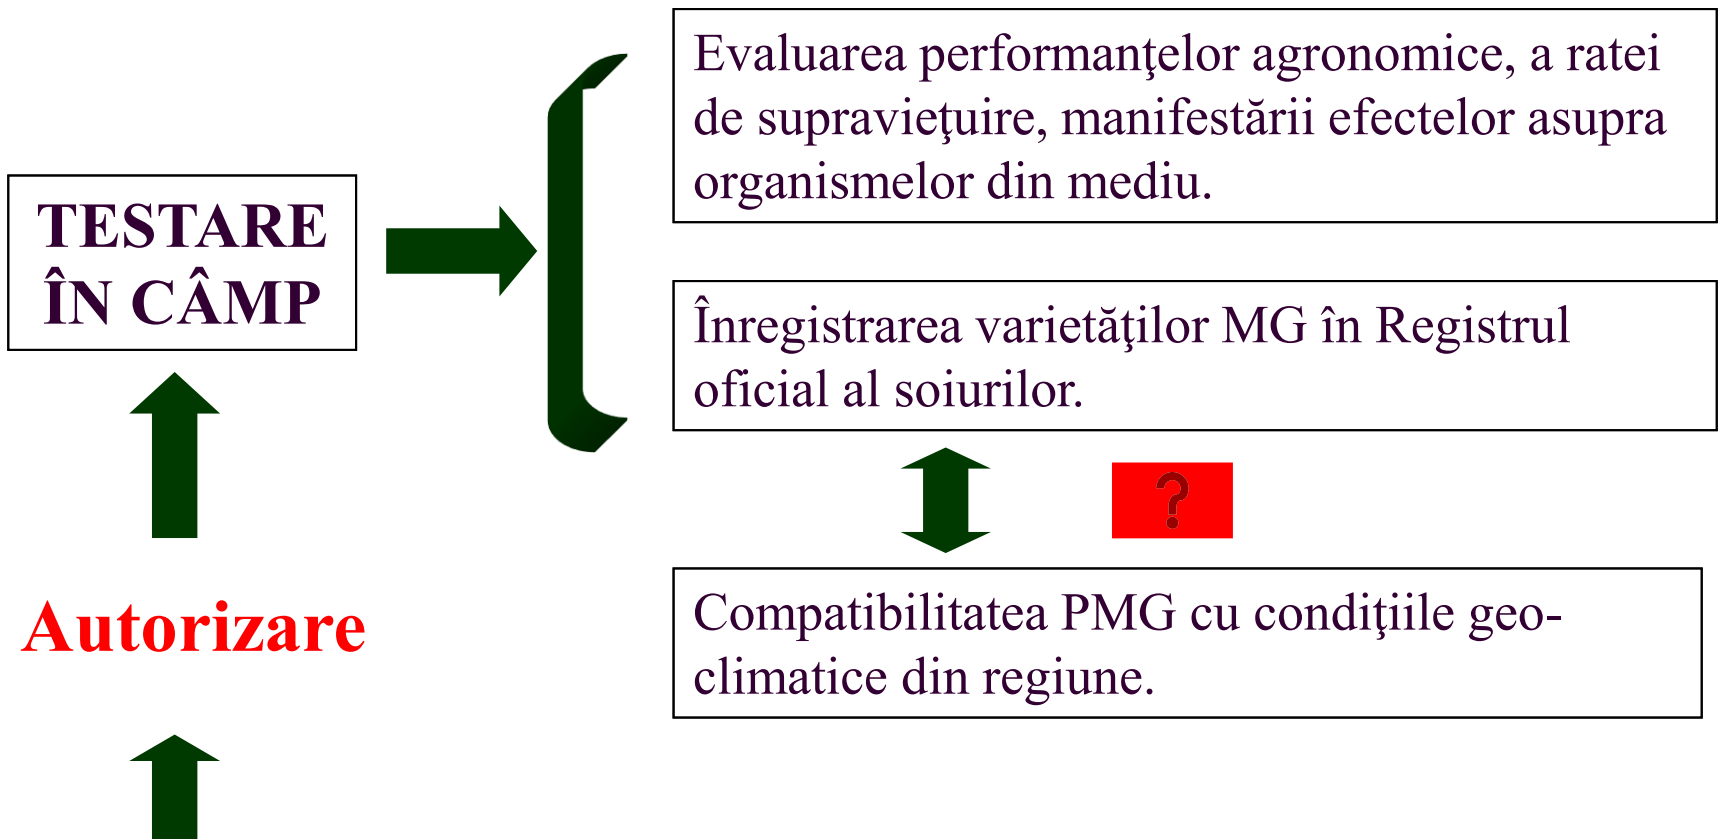 Evaluarea performanţelor agronomice, a ratei
de supravieţuire, manifestării efectelor asupra
organismelor din mediu.
TESTARE
ÎN CÂMP
Înregistrarea varietăţilor MG în Registrul
oficial al soiurilor.
?
Autorizare
Compatibilitatea PMG cu condiţiile geo-
climatice din regiune.